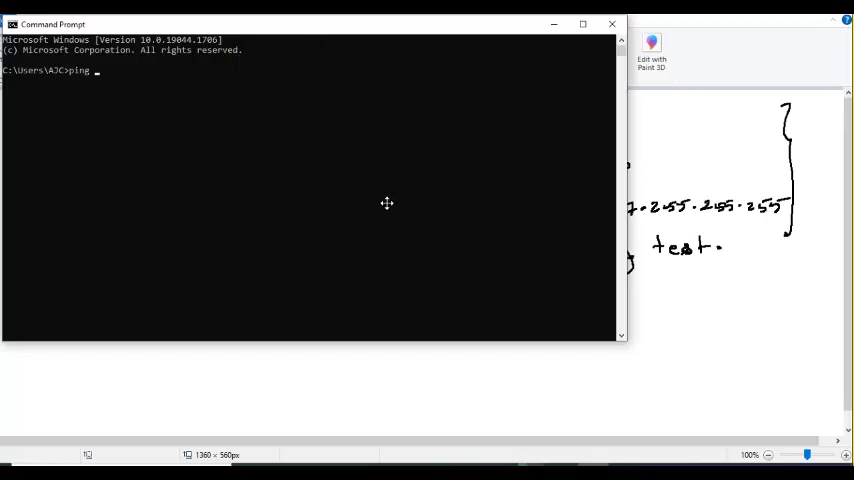 Command Prompt
Microsoft Windows [Version 10.0.19044.1706]
(c) Microsoft Corporation. All rights reserved.
C:\Users\AJC>ping _
Edit with
Paint 3D
.255.255.255
test.
1360 × 560px
100%